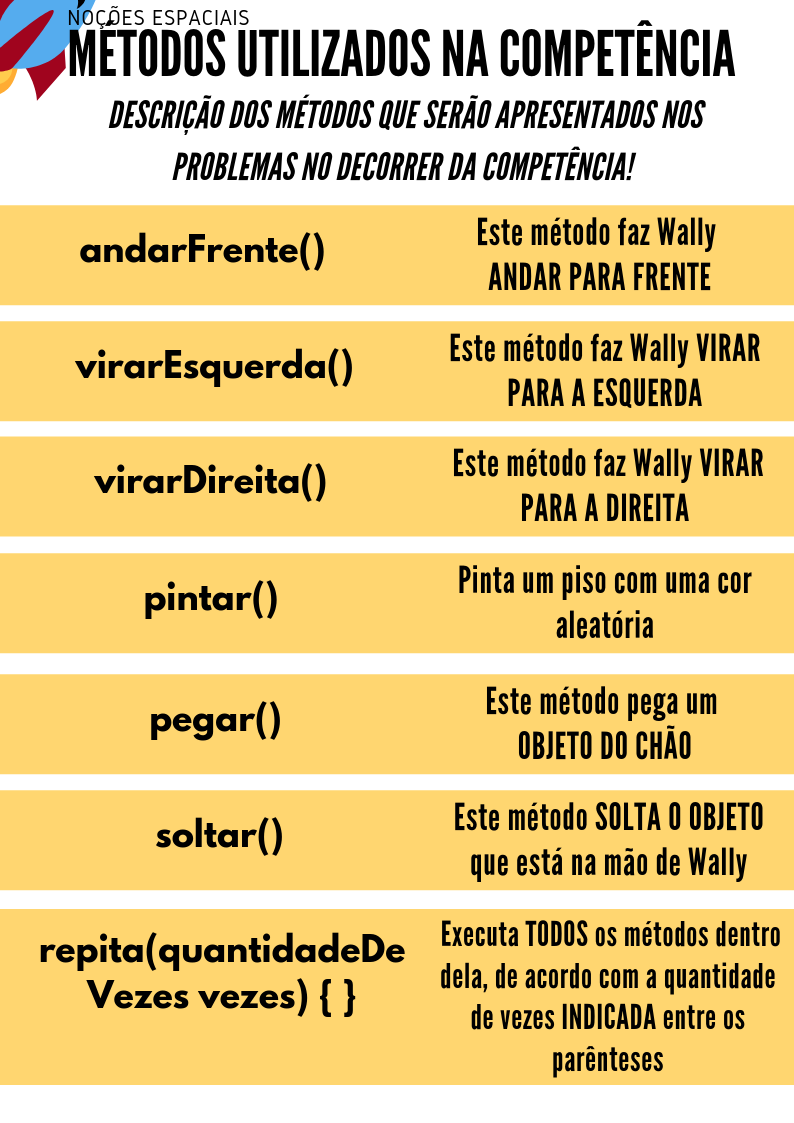 NOÇÕES ESPACIAIS
MÉTODOS UTILIZADOS NA COMPETÊNCIA
DESCRIÇÃO DOS MÉTODOS QUE SERÃO APRESENTADOS NOS
PROBLEMAS NO DECORRER DA COMPETÊNCIA!
andarFrente()
Este método faz Wally
ANDAR PARA FRENTE
virarEsquerda()
Este método faz Wally VIRAR
PARA A ESQUERDA
virarDireita()
Este método faz Wally VIRAR
PARA A DIREITA
pintar()
Pinta um piso com uma cor
aleatória
pegar()
Este método pega um
OBJETO DO CHÃO
soltar()
Este método SOLTA O OBJETO
que está na mão de Wally
repita(quantidadeDe
Vezes vezes) { }
Executa TODOS os métodos dentro
dela, de acordo com a quantidade
de vezes INDICADA entre os
parênteses